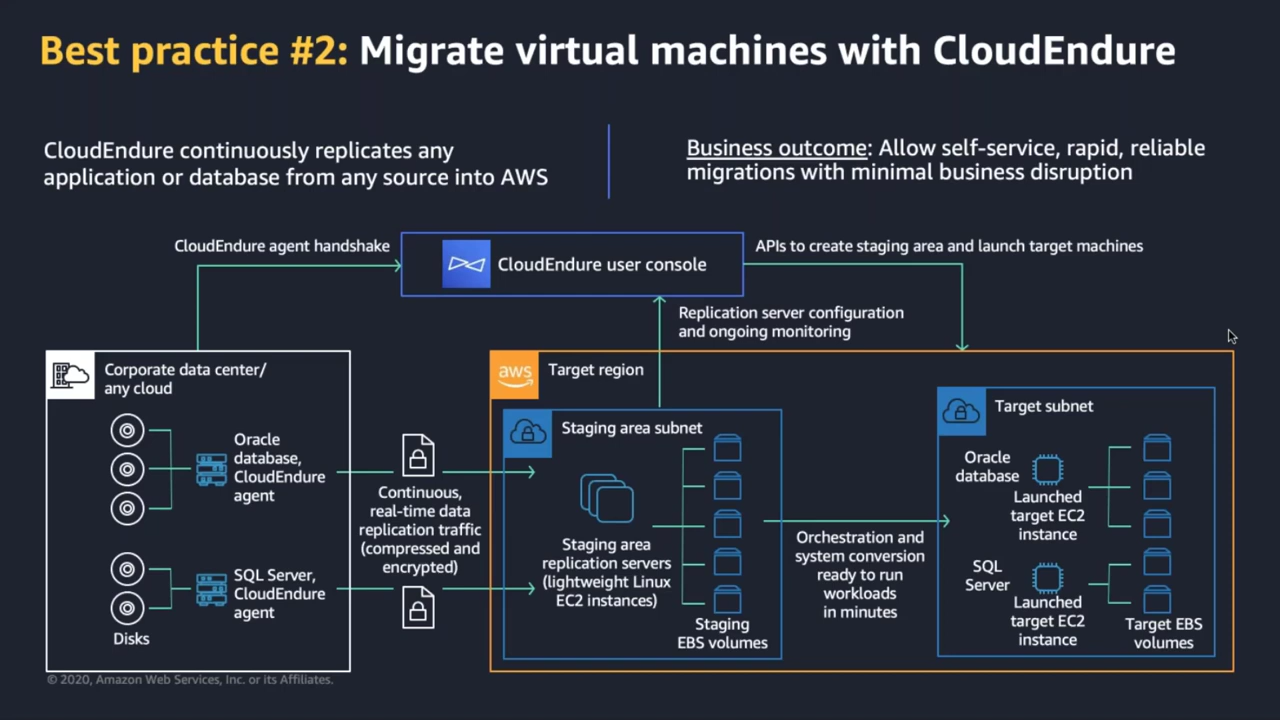 Best practice #2: Migrate virtual machines with CloudEndure
CloudEndure continuously replicates any
application or database from any source into AWS
Business outcome: Allow self-service, rapid, reliable
migrations with minimal business disruption
CloudEndure agent handshake
CloudEndure user console
APIs to create staging area and launch target machines
Replication server configuration
and ongoing monitoring
Corporate data center/
any cloud
Oracle
database,
CloudEndure
agent
SQL Server,
CloudEndure
agent
Disks
Continuous,
real-time data
replication traffic
(compressed and
encrypted)
aws
Target region
Staging area subnet
Staging area
replication servers
(lightweight Linux
EC2 instances)
Staging
EBS volumes
Orchestration and
system conversion
ready to run
workloads
in minutes
Target subnet
Oracle
database
Launched
target EC2
instance
SQL
Server
Launched
target EC2
instance
Target EBS
volumes
© 2020, Amazon Web Services, Inc. or its Affiliates.